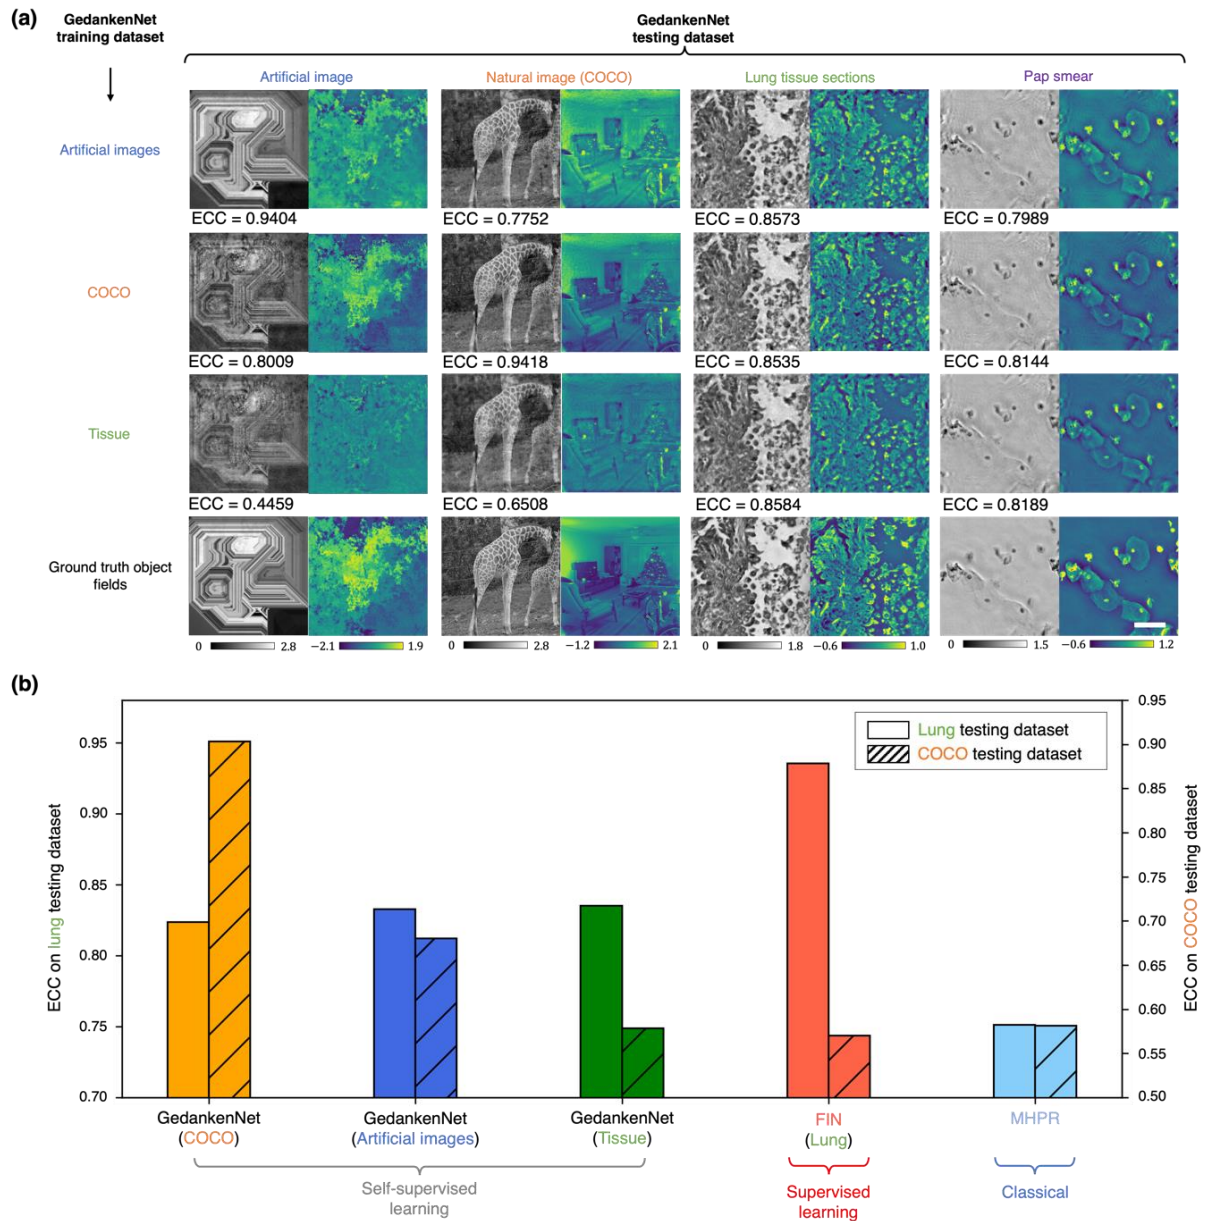 (a)
GedankenNet
training dataset
GedankenNet
testing dataset
Artificial image
Natural image (COCO)
Lung tissue sections
Pap smear
Artificial images
ECC = 0.9404
ECC = 0.7752
ECC = 0.8573
ECC = 0.7989
COCO
ECC = 0.8009
ECC = 0.9418
ECC = 0.8535
ECC = 0.8144
Tissue
ECC = 0.4459
ECC = 0.6508
ECC = 0.8584
ECC = 0.8189
Ground truth object
fields
0 2.8 −2.1 1.9
0 2.8 −1.2 2.1
0 1.8 −0.6 1.0
0 1.5 −0.6 1.2
(b)
ECC on lung testing dataset
0.95
0.90
0.85
0.80
0.75
0.70
Lung testing dataset
COCO testing dataset
0.95
0.90
0.85
0.80
0.75
0.70
0.65
0.60
0.55
0.50
ECC on COCO testing dataset
GedankenNet
(COCO)
GedankenNet
(Artificial images)
GedankenNet
(Tissue)
FIN
(Lung)
MHPR
Self-supervised
learning
Supervised
learning
Classical